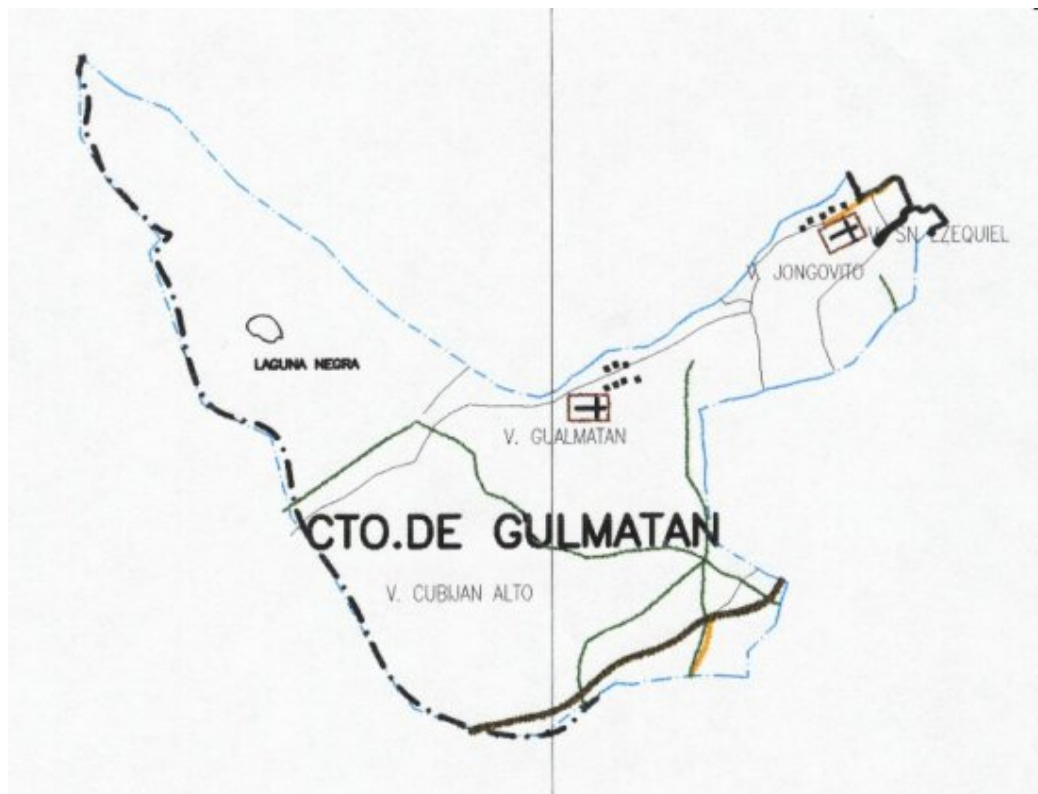 V. SN EZEQUIEL
V. JONGOVITO
LAGUNA NEGRA
V. GUALMATAN
CTO.DE GULMATAN
V. CUBIJAN ALTO